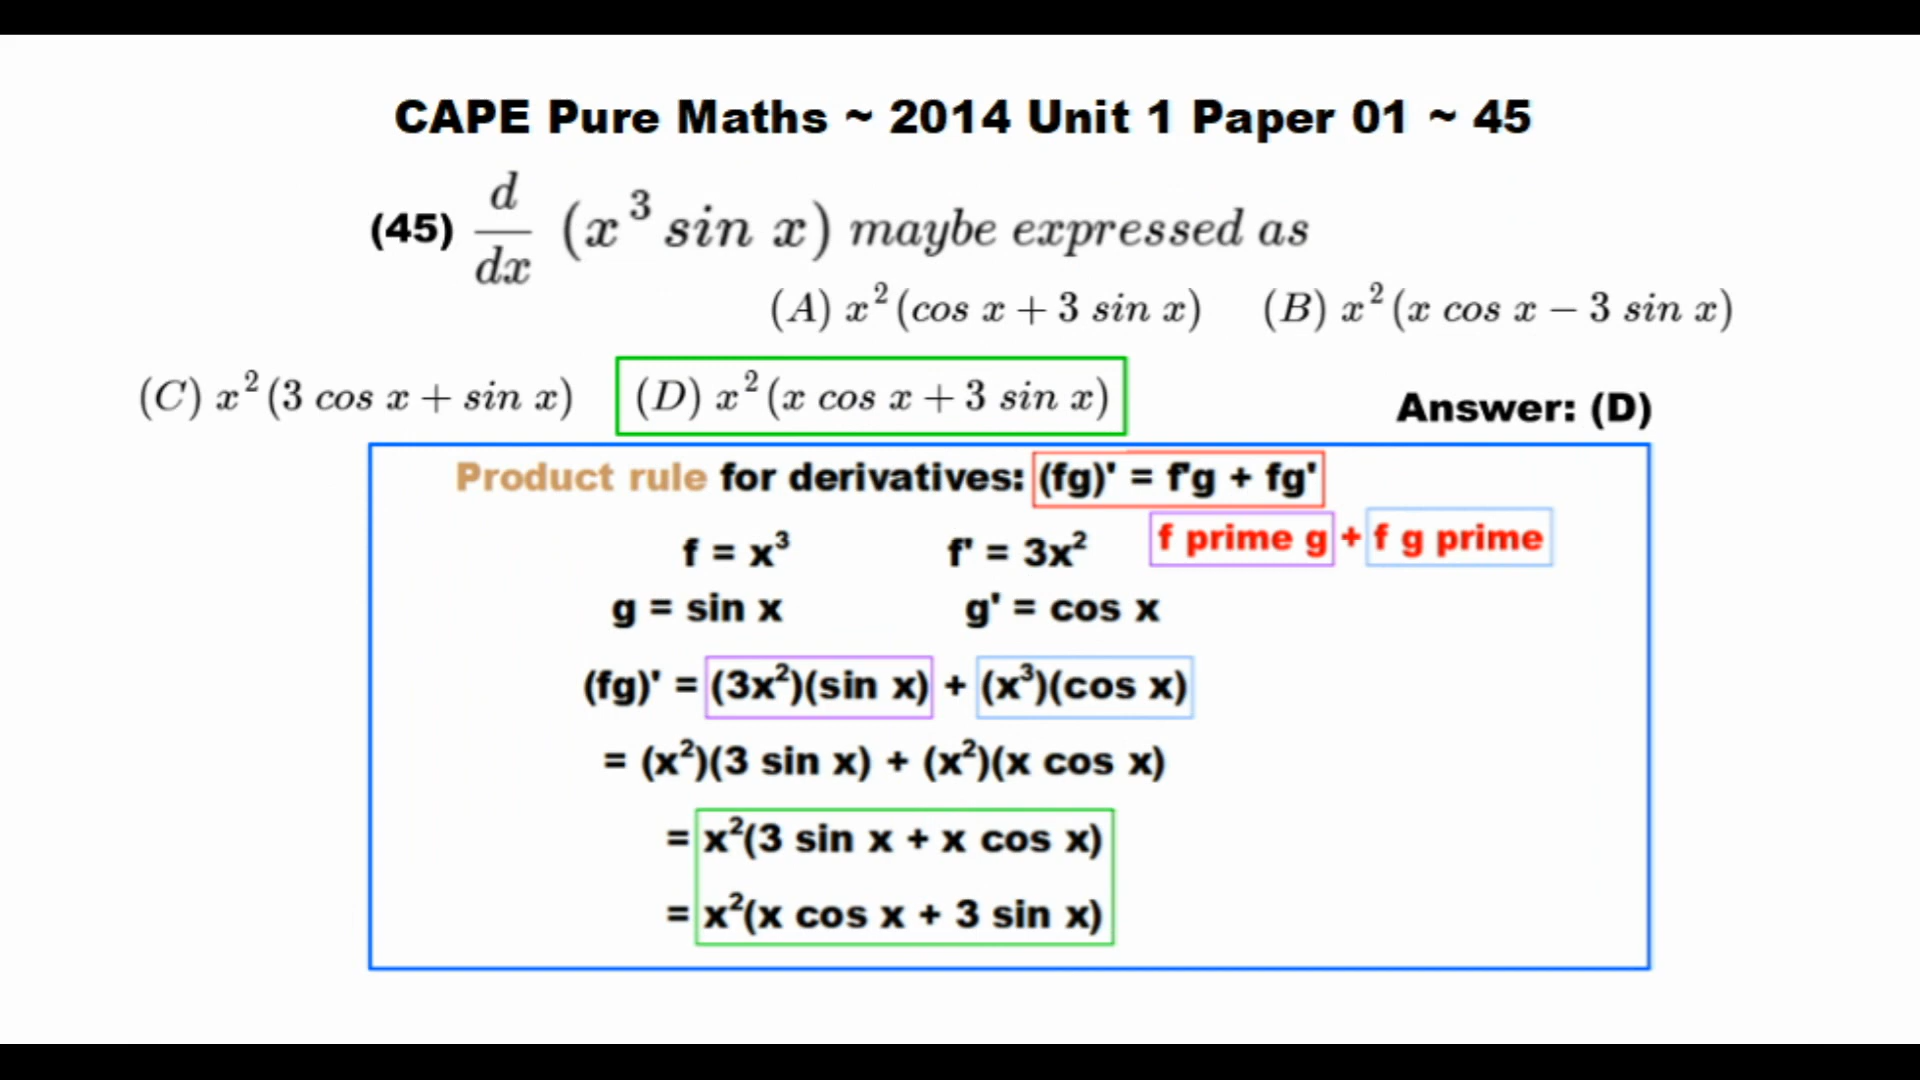 CAPE Pure Maths ~ 2014 Unit 1 Paper 01 ~ 45
(45) d/dx (x³ sin x) maybe expressed as
(A) x²(cos x + 3 sin x) (B) x²(x cos x − 3 sin x)
(C) x²(3 cos x + sin x) (D) x²(x cos x + 3 sin x) Answer: (D)
Product rule for derivatives: (fg)' = f'g + fg'
f prime g + f g prime
f = x³ f' = 3x²
g = sin x g' = cos x
(fg)' = (3x²)(sin x) + (x³)(cos x)
= (x²)(3 sin x) + (x²)(x cos x)
= x²(3 sin x + x cos x)
= x²(x cos x + 3 sin x)